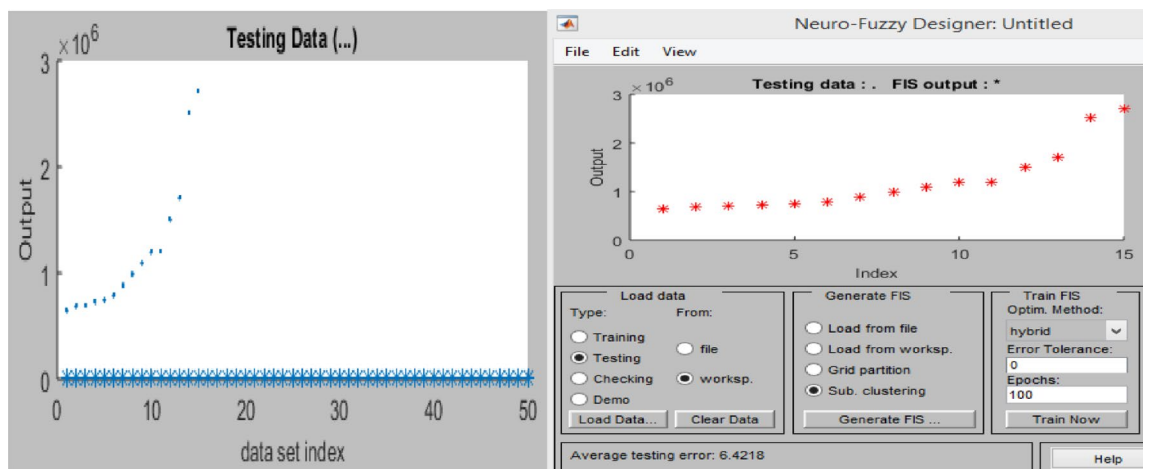 ×10⁶
Testing Data (...)
3
2
1
0
Output
0 10 20 30 40 50
data set index
Neuro-Fuzzy Designer: Untitled
File Edit View
×10⁶
Testing data : . FIS output : *
3
2
1
0
Output
0 5 10 15
Index
Load data
Type: From:
Training
Testing
Checking
Demo
file
worksp.
Load Data... Clear Data
Generate FIS
Load from file
Load from worksp.
Grid partition
Sub. clustering
Generate FIS ...
Train FIS
Optim. Method:
hybrid
Error Tolerance:
0
Epochs:
100
Train Now
Average testing error: 6.4218
Help